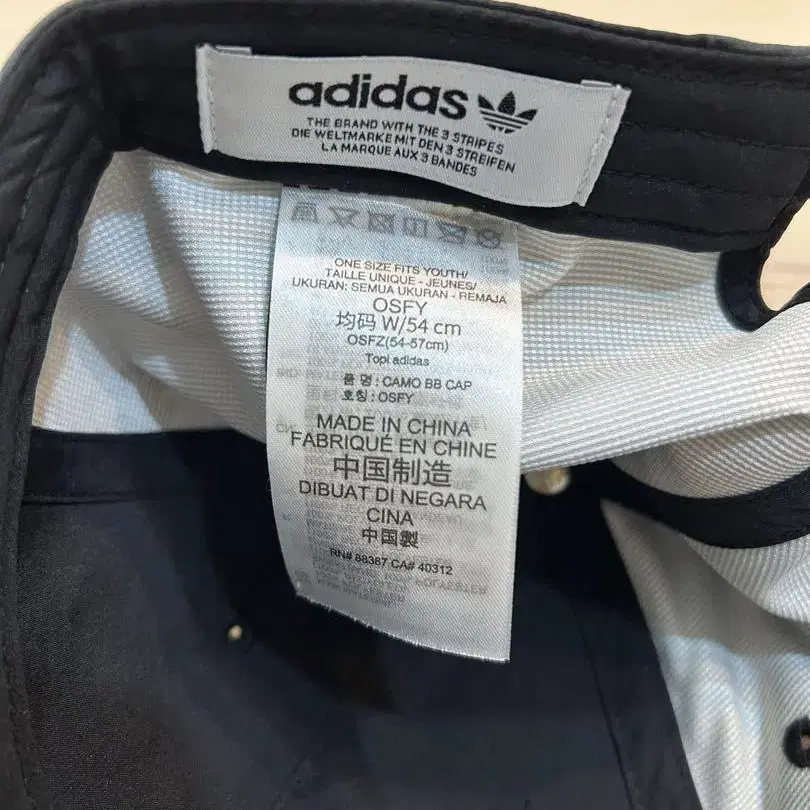 adidas
THE BRAND WITH THE 3 STRIPES
DIE WELTMARKE MIT DEN 3 STREIFEN
LA MARQUE AUX 3 BANDES
ONE SIZE FITS YOUTH/
TAILLE UNIQUE - JEUNES/
UKURAN: SEMUA UKURAN - REMAJA
OSFY
均码 W/54 cm
OSFZ(54-57cm)
Topi adidas
품 명 : CAMO BB CAP
호칭 : OSFY
MADE IN CHINA
FABRIQUÉ EN CHINE
中国制造
DIBUAT DI NEGARA
CINA
中国製
RN# 88387 CA# 40312